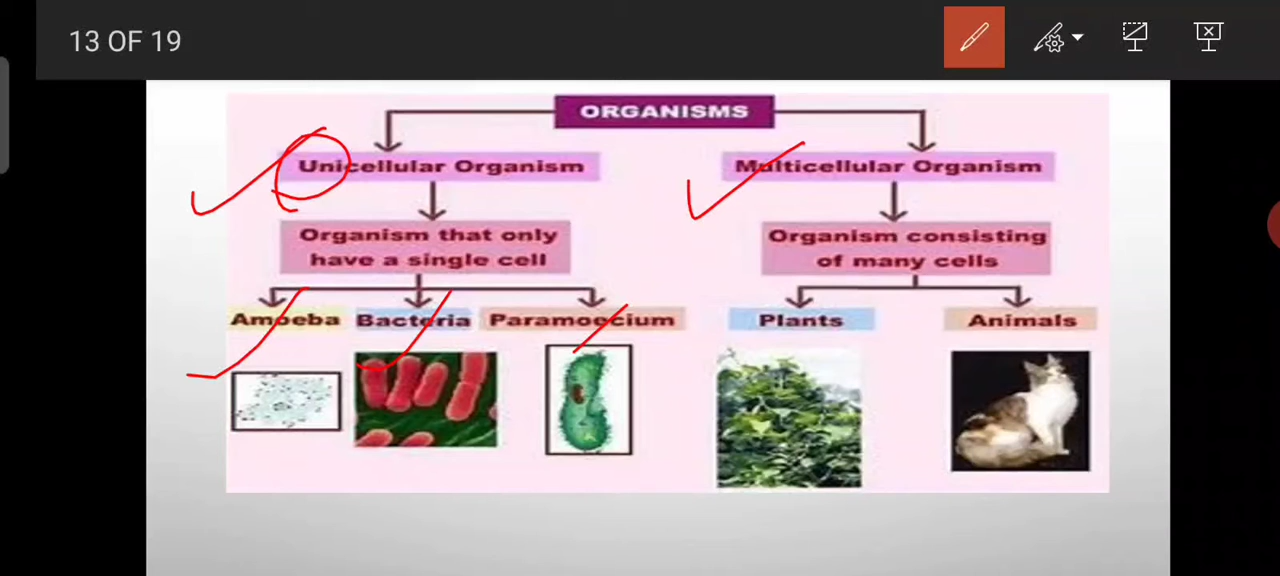 13 OF 19
ORGANISMS
Unicellular Organism
Multicellular Organism
Organism that only
have a single cell
Organism consisting
of many cells
Amoeba
Bacteria
Paramoecium
Plants
Animals